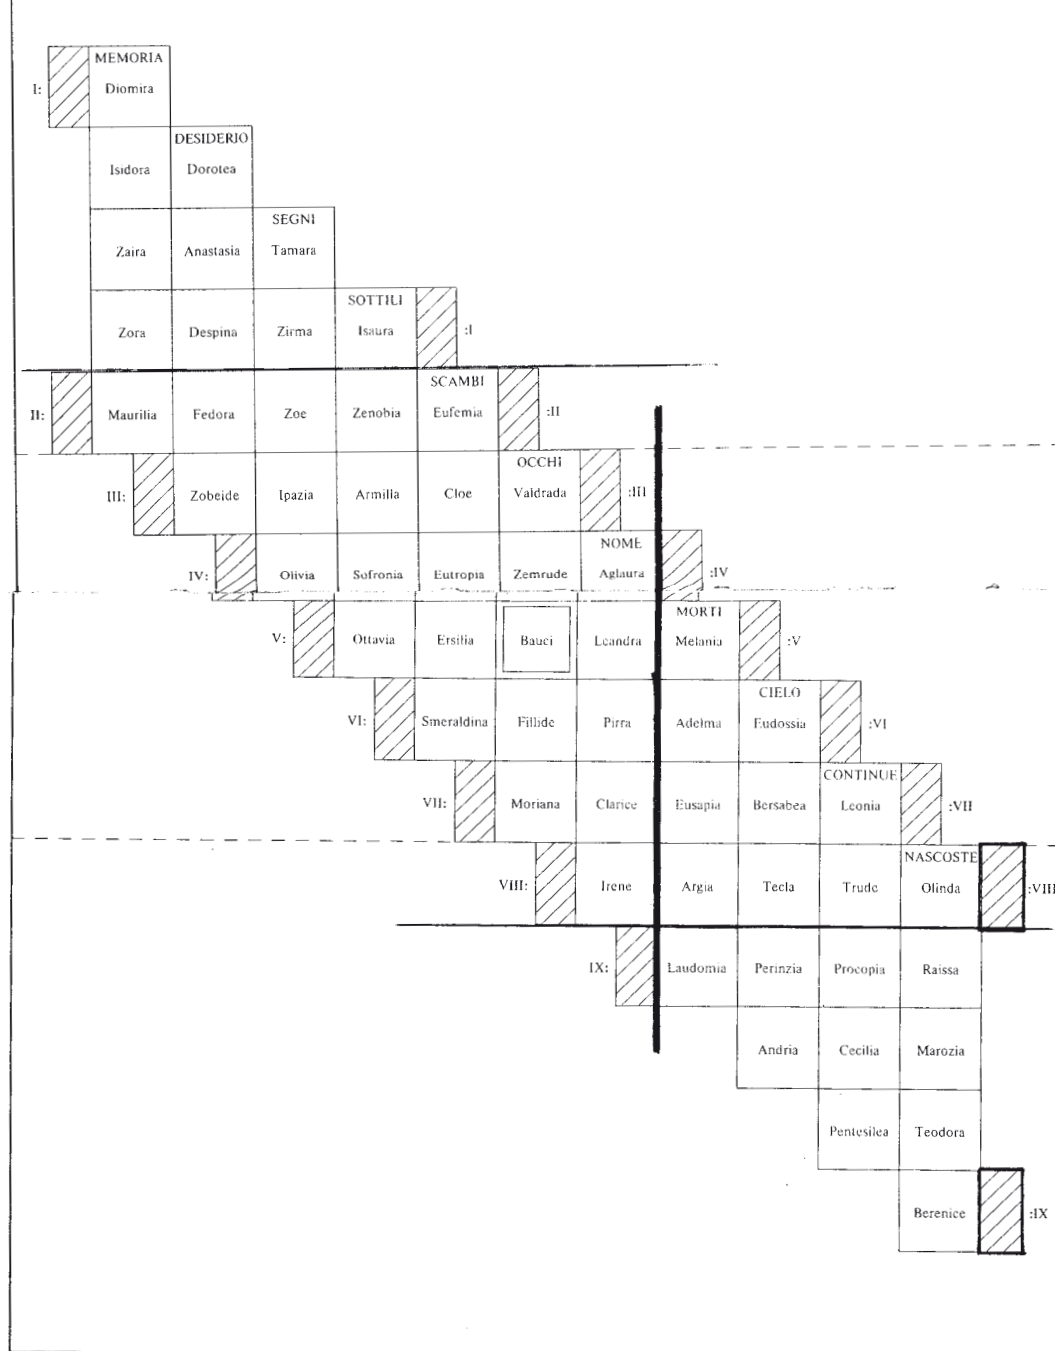 MEMORIA
I: Diomira
DESIDERIO
Isidora Dorotea
SEGNI
Zaira Anastasia Tamara
SOTTILI
Zora Despina Zirma Isaura :I
SCAMBI
II: Maurilia Fedora Zoe Zenobia Eufemia :II
OCCHI
III: Zobeide Ipazia Armilla Cloe Valdrada :III
NOME
IV: Olivia Sofronia Eutropia Zemrude Aglaura :IV
MORTI
V: Ottavia Ersilia Bauci Leandra Melania :V
CIELO
VI: Smeraldina Fillide Pirra Adelma Eudossia :VI
CONTINUE
VII: Moriana Clarice Eusapia Bersabea Leonia :VII
NASCOSTE
VIII: Irene Argia Tecla Trude Olinda :VIII
IX: Laudomia Perinzia Procopia Raissa
Andria Cecilia Marozia
Pentesilea Teodora
Berenice :IX